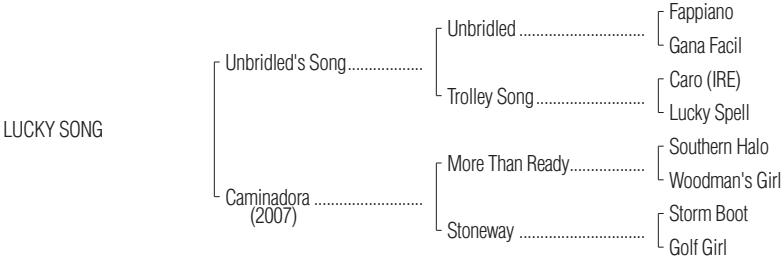 Fappiano
Unbridled ..............................
Gana Facil
Unbridled's Song..................
Caro (IRE)
Trolley Song..........................
Lucky Spell
LUCKY SONG
Southern Halo
More Than Ready..................
Woodman's Girl
Caminadora ..........................
(2007)
Storm Boot
Stoneway ..............................
Golf Girl